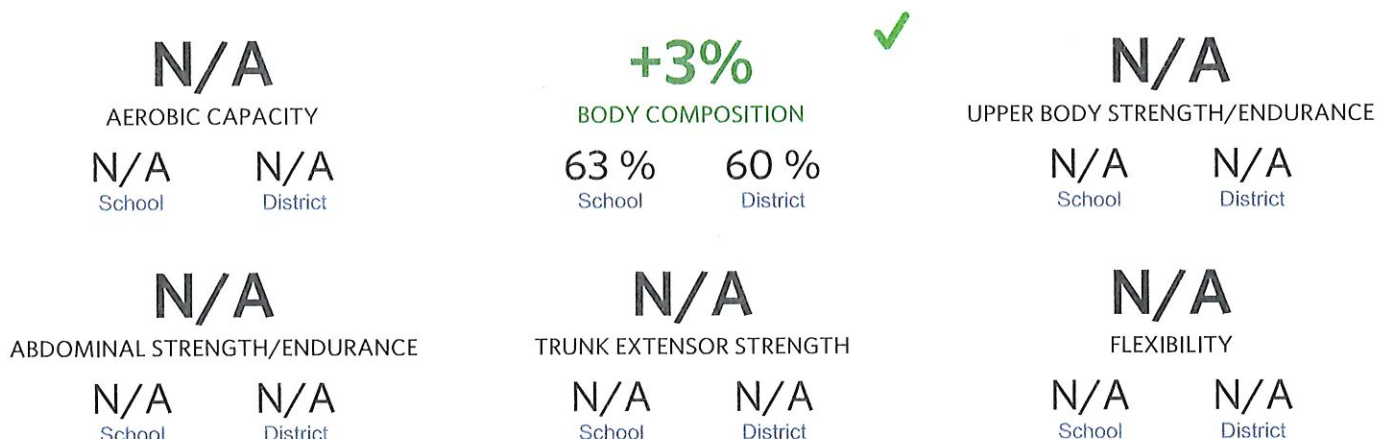 N/A
AEROBIC CAPACITY
N/A N/A
School District
+3%
BODY COMPOSITION
63 % 60 %
School District
N/A
UPPER BODY STRENGTH/ENDURANCE
N/A N/A
School District
N/A
ABDOMINAL STRENGTH/ENDURANCE
N/A N/A
School District
N/A
TRUNK EXTENSOR STRENGTH
N/A N/A
School District
N/A
FLEXIBILITY
N/A N/A
School District